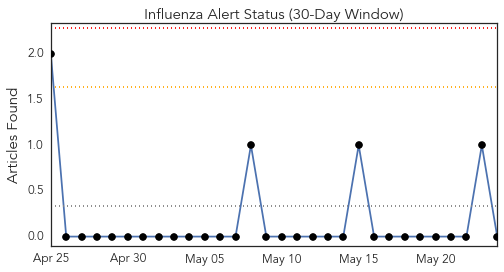 Influenza Alert Status (30-Day Window)
Articles Found
2.0
1.5
1.0
0.5
0.0
Apr 25 Apr 30 May 05 May 10 May 15 May 20